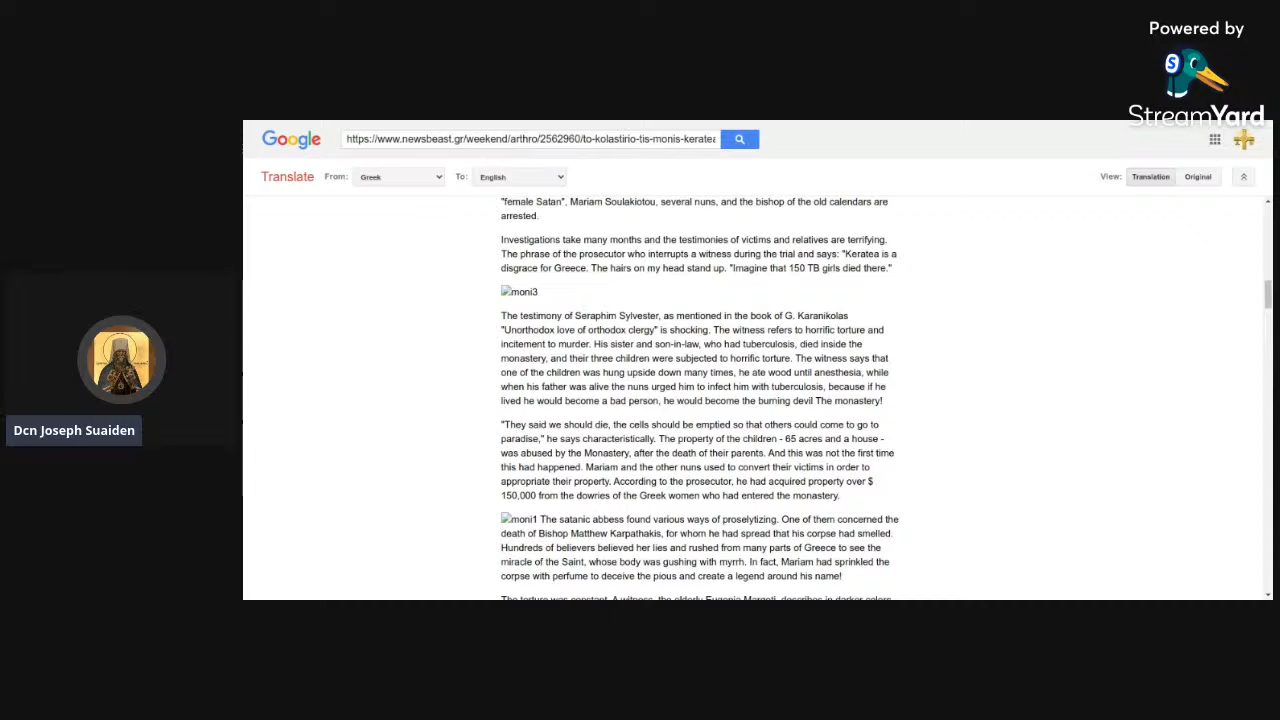 Powered by
S
StreamYard
Google
https://www.newsbeast.gr/weekend/arthro/2562960/to-kolastirio-tis-monis-keratea
Translate From: Greek To: English View: Translation Original
"female Satan", Mariam Soulakiotou, several nuns, and the bishop of the old calendars are
arrested.
Investigations take many months and the testimonies of victims and relatives are terrifying.
The phrase of the prosecutor who interrupts a witness during the trial and says: "Keratea is a
disgrace for Greece. The hairs on my head stand up. "Imagine that 150 TB girls died there."
moni3
The testimony of Seraphim Sylvester, as mentioned in the book of G. Karanikolas
"Unorthodox love of orthodox clergy" is shocking. The witness refers to horrific torture and
incitement to murder. His sister and son-in-law, who had tuberculosis, died inside the
monastery, and their three children were subjected to horrific torture. The witness says that
one of the children was hung upside down many times, he ate wood until anesthesia, while
when his father was alive the nuns urged him to infect him with tuberculosis, because if he
lived he would become a bad person, he would become the burning devil The monastery!
"They said we should die, the cells should be emptied so that others could come to go to
paradise," he says characteristically. The property of the children - 65 acres and a house -
was abused by the Monastery, after the death of their parents. And this was not the first time
this had happened. Mariam and the other nuns used to convert their victims in order to
appropriate their property. According to the prosecutor, he had acquired property over $
150,000 from the dowries of the Greek women who had entered the monastery.
moni1 The satanic abbess found various ways of proselytizing. One of them concerned the
death of Bishop Matthew Karpathakis, for whom he had spread that his corpse had smelled.
Hundreds of believers believed her lies and rushed from many parts of Greece to see the
miracle of the Saint, whose body was gushing with myrrh. In fact, Mariam had sprinkled the
corpse with perfume to deceive the pious and create a legend around his name!
The torture was constant. A witness, the elderly Eugenia Margeti, describes in darker colors
Dcn Joseph Suaiden